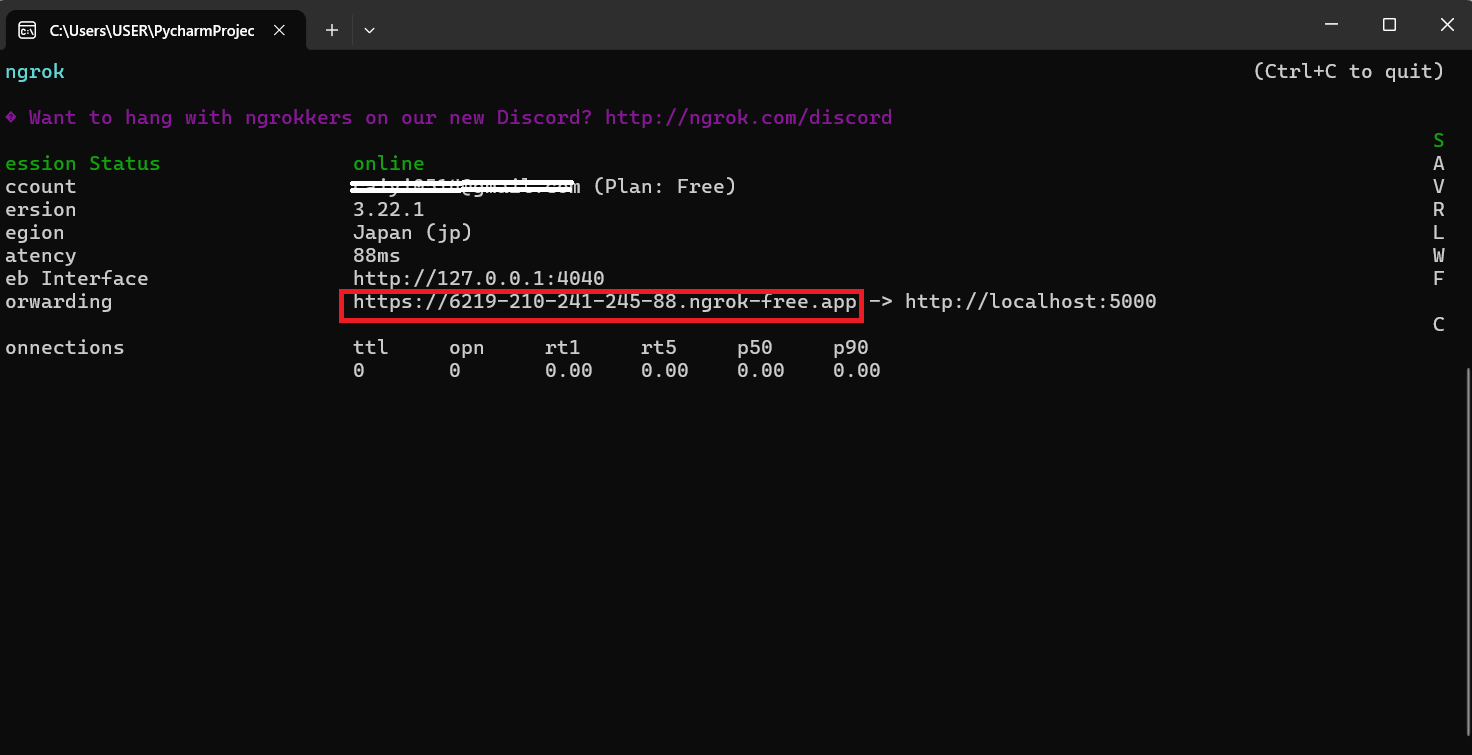 C:\Users\USER\PycharmProjec
ngrok (Ctrl+C to quit)
Want to hang with ngrokkers on our new Discord? http://ngrok.com/discord
S
ession Status online
A
ccount (Plan: Free)
V
ersion 3.22.1
R
egion Japan (jp)
L
atency 88ms
W
eb Interface http://127.0.0.1:4040
F
orwarding https://6219-210-241-245-88.ngrok-free.app -> http://localhost:5000
C
onnections ttl opn rt1 rt5 p50 p90
0 0 0.00 0.00 0.00 0.00